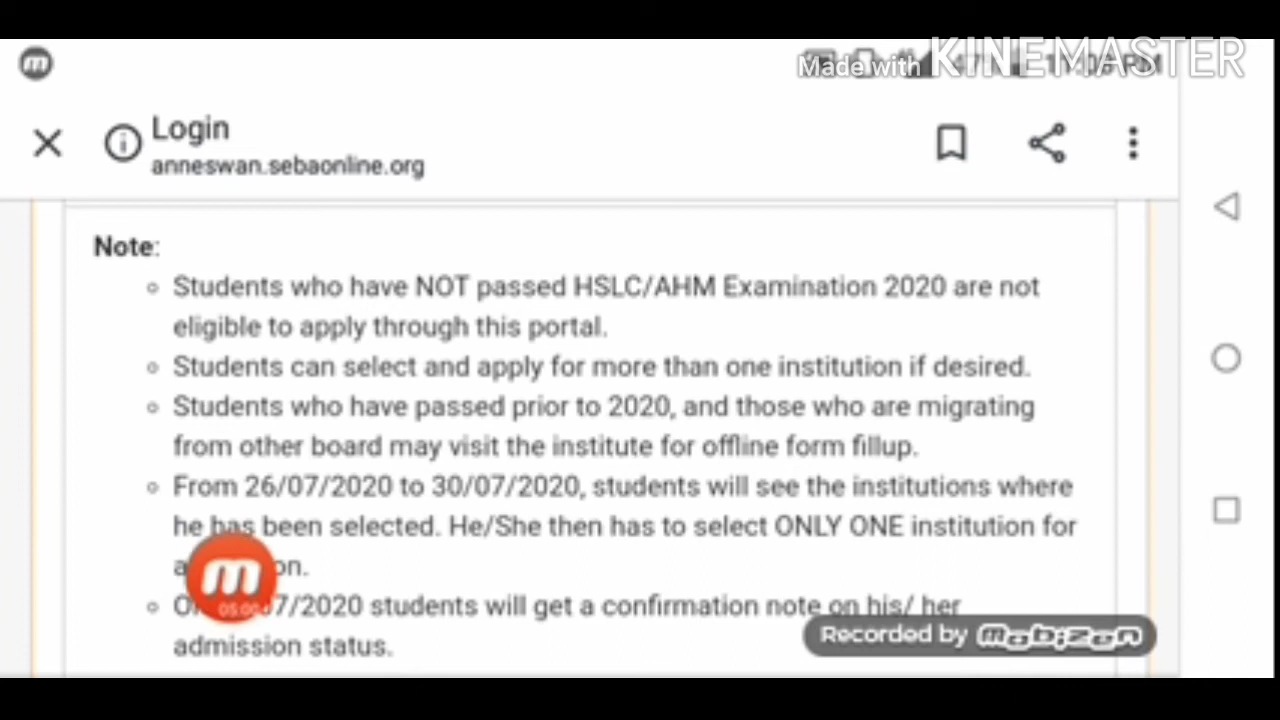 Made with KINEMASTER
Login
anneswan.sebaonline.org
Note:
Students who have NOT passed HSLC/AHM Examination 2020 are not
eligible to apply through this portal.
Students can select and apply for more than one institution if desired.
Students who have passed prior to 2020, and those who are migrating
from other board may visit the institute for offline form fillup.
From 26/07/2020 to 30/07/2020, students will see the institutions where
he has been selected. He/She then has to select ONLY ONE institution for
7/2020 students will get a confirmation note on his/ her
05:00
admission status.
Recorded by mobizen